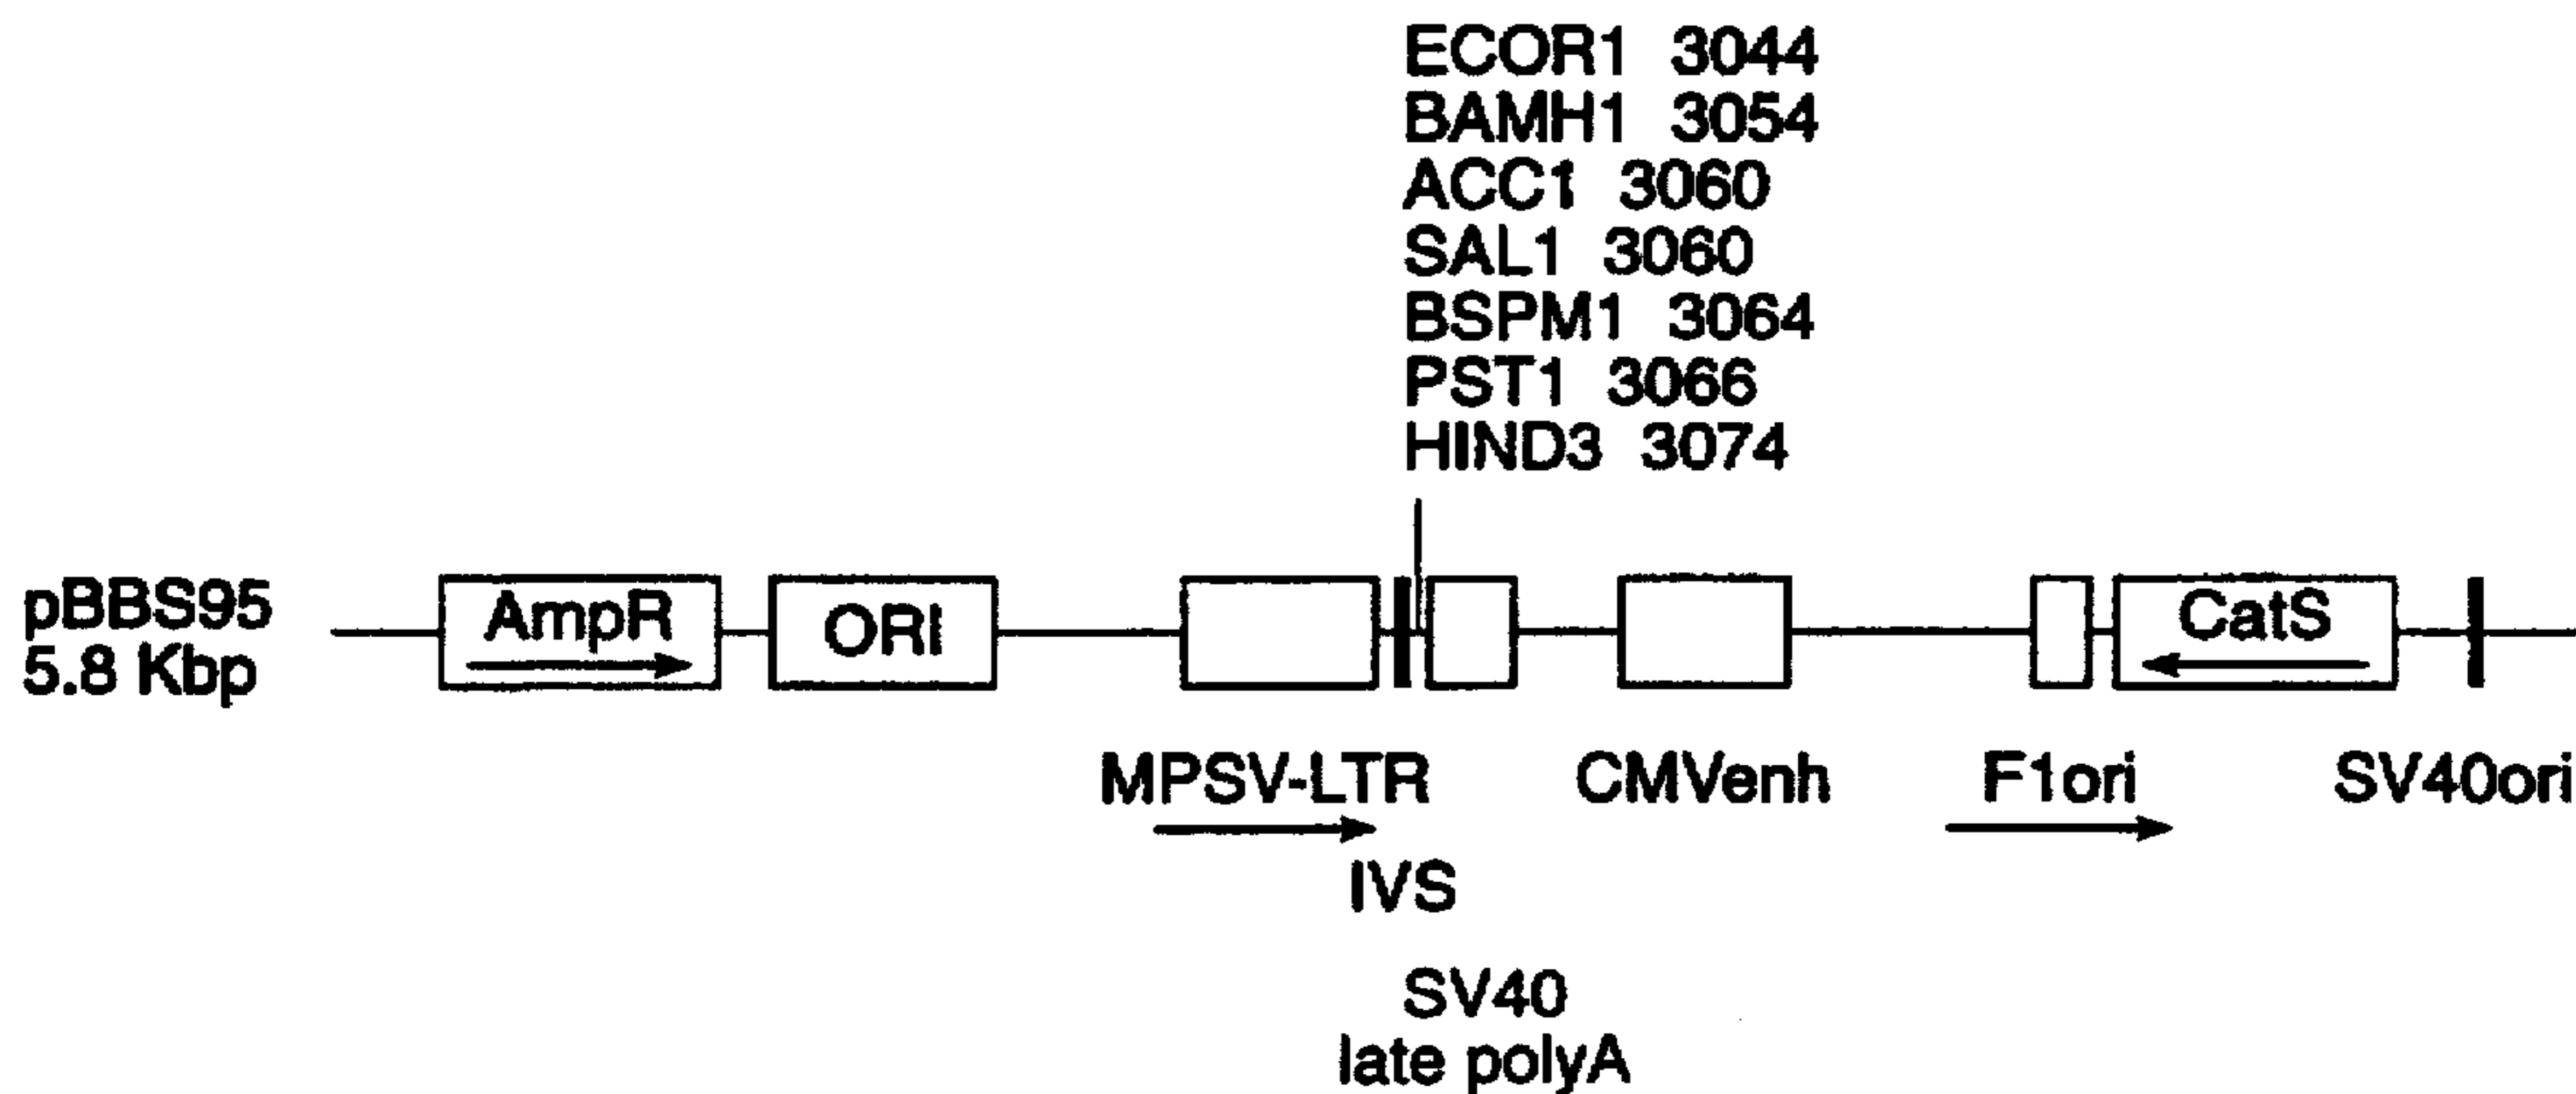 ECOR1 3044
BAMH1 3054
ACC1 3060
SAL1 3060
BSPM1 3064
PST1 3066
HIND3 3074
pBBS95
5.8 Kbp
AmpR
ORI
CatS
MPSV-LTR
CMVenh
F1ori
SV40ori
IVS
SV40
late polyA